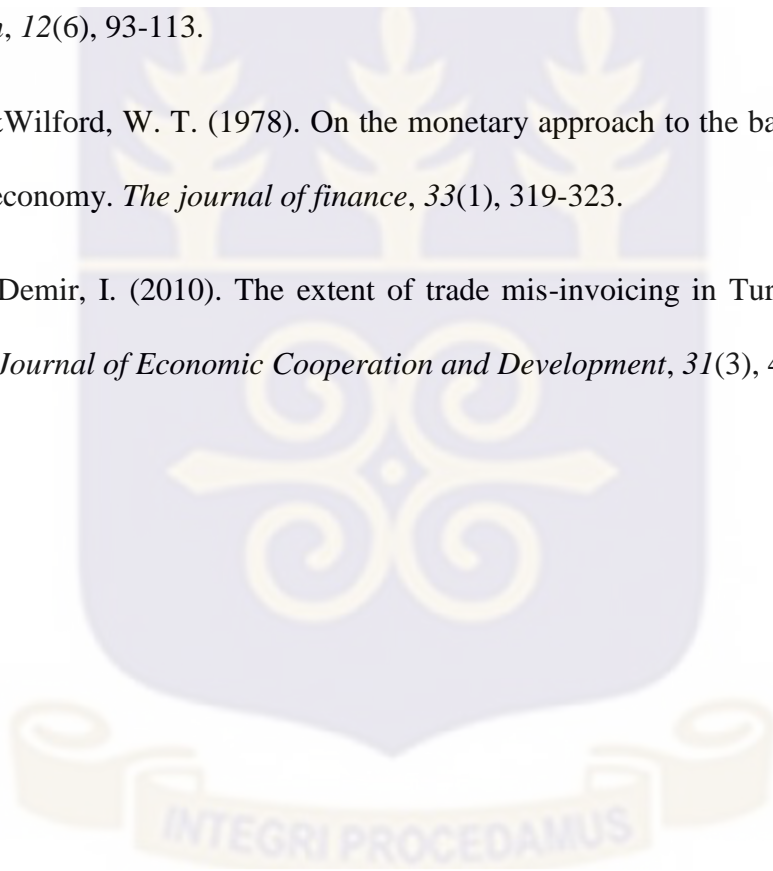 n, 12(6), 93-113.
&Wilford, W. T. (1978). On the monetary approach to the ba
economy. The journal of finance, 33(1), 319-323.
Demir, I. (2010). The extent of trade mis-invoicing in Tur
Journal of Economic Cooperation and Development, 31(3), 4
INTEGRI PROCEDAMUS